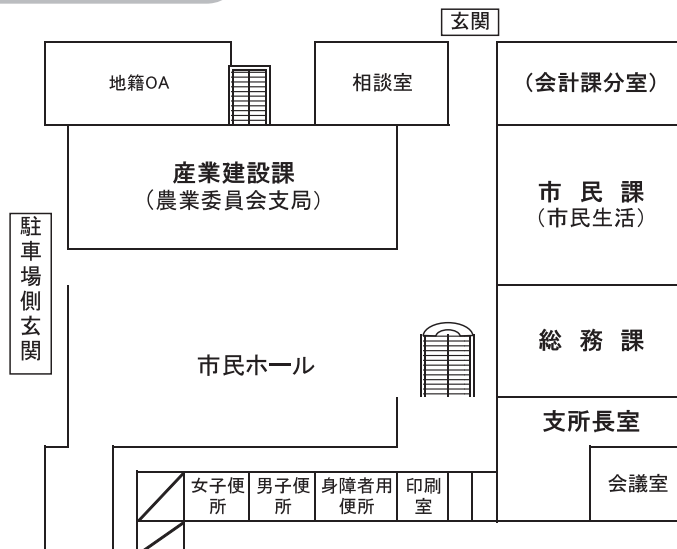 玄関
地籍OA
相談室
（会計課分室）
産業建設課
（農業委員会支局）
市民課
（市民生活）
駐車場側玄関
総務課
市民ホール
支所長室
女子便
所
男子便
所
身障者用
便所
印刷
室
会議室